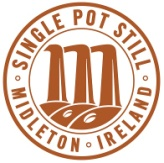 SINGLE POT STILL
MIDLETON · IRELAND